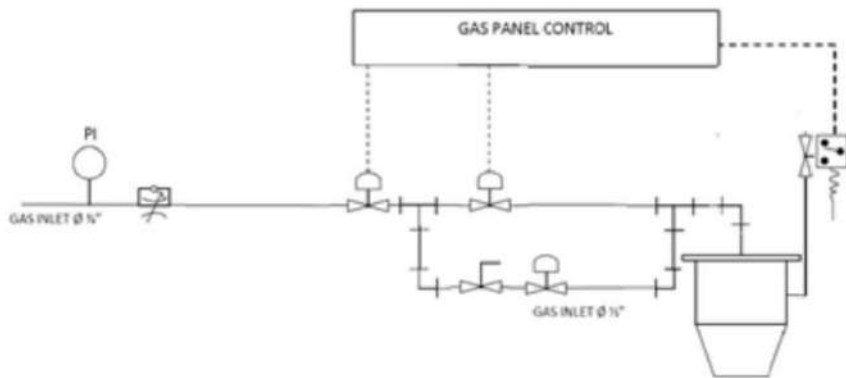 GAS PANEL CONTROL
PI
GAS INLET Ø ¾"
GAS INLET Ø ½"